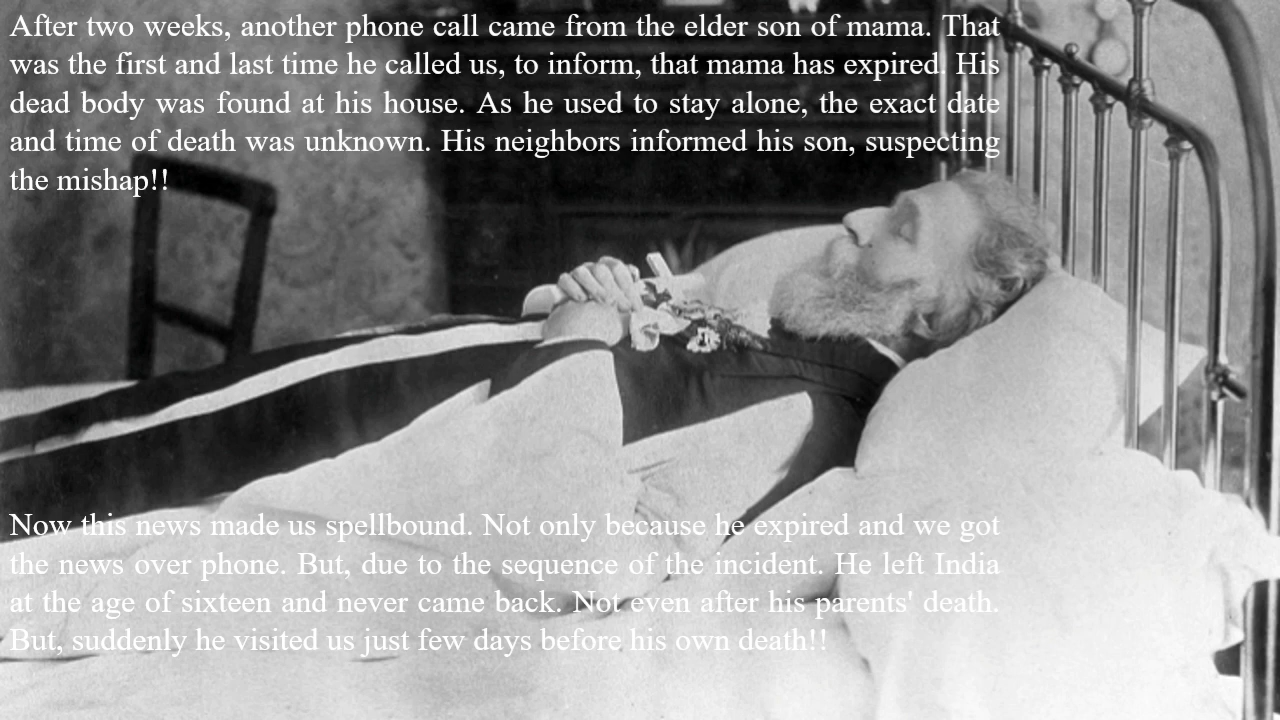 After two weeks, another phone call came from the elder son of mama. That
was the first and last time he called us, to inform, that mama has expired. His
dead body was found at his house. As he used to stay alone, the exact date
and time of death was unknown. His neighbors informed his son, suspecting
the mishap!!
Now this news made us spellbound. Not only because he expired and we got
the news over phone. But, due to the sequence of the incident. He left India
at the age of sixteen and never came back. Not even after his parents' death.
But, suddenly he visited us just few days before his own death!!